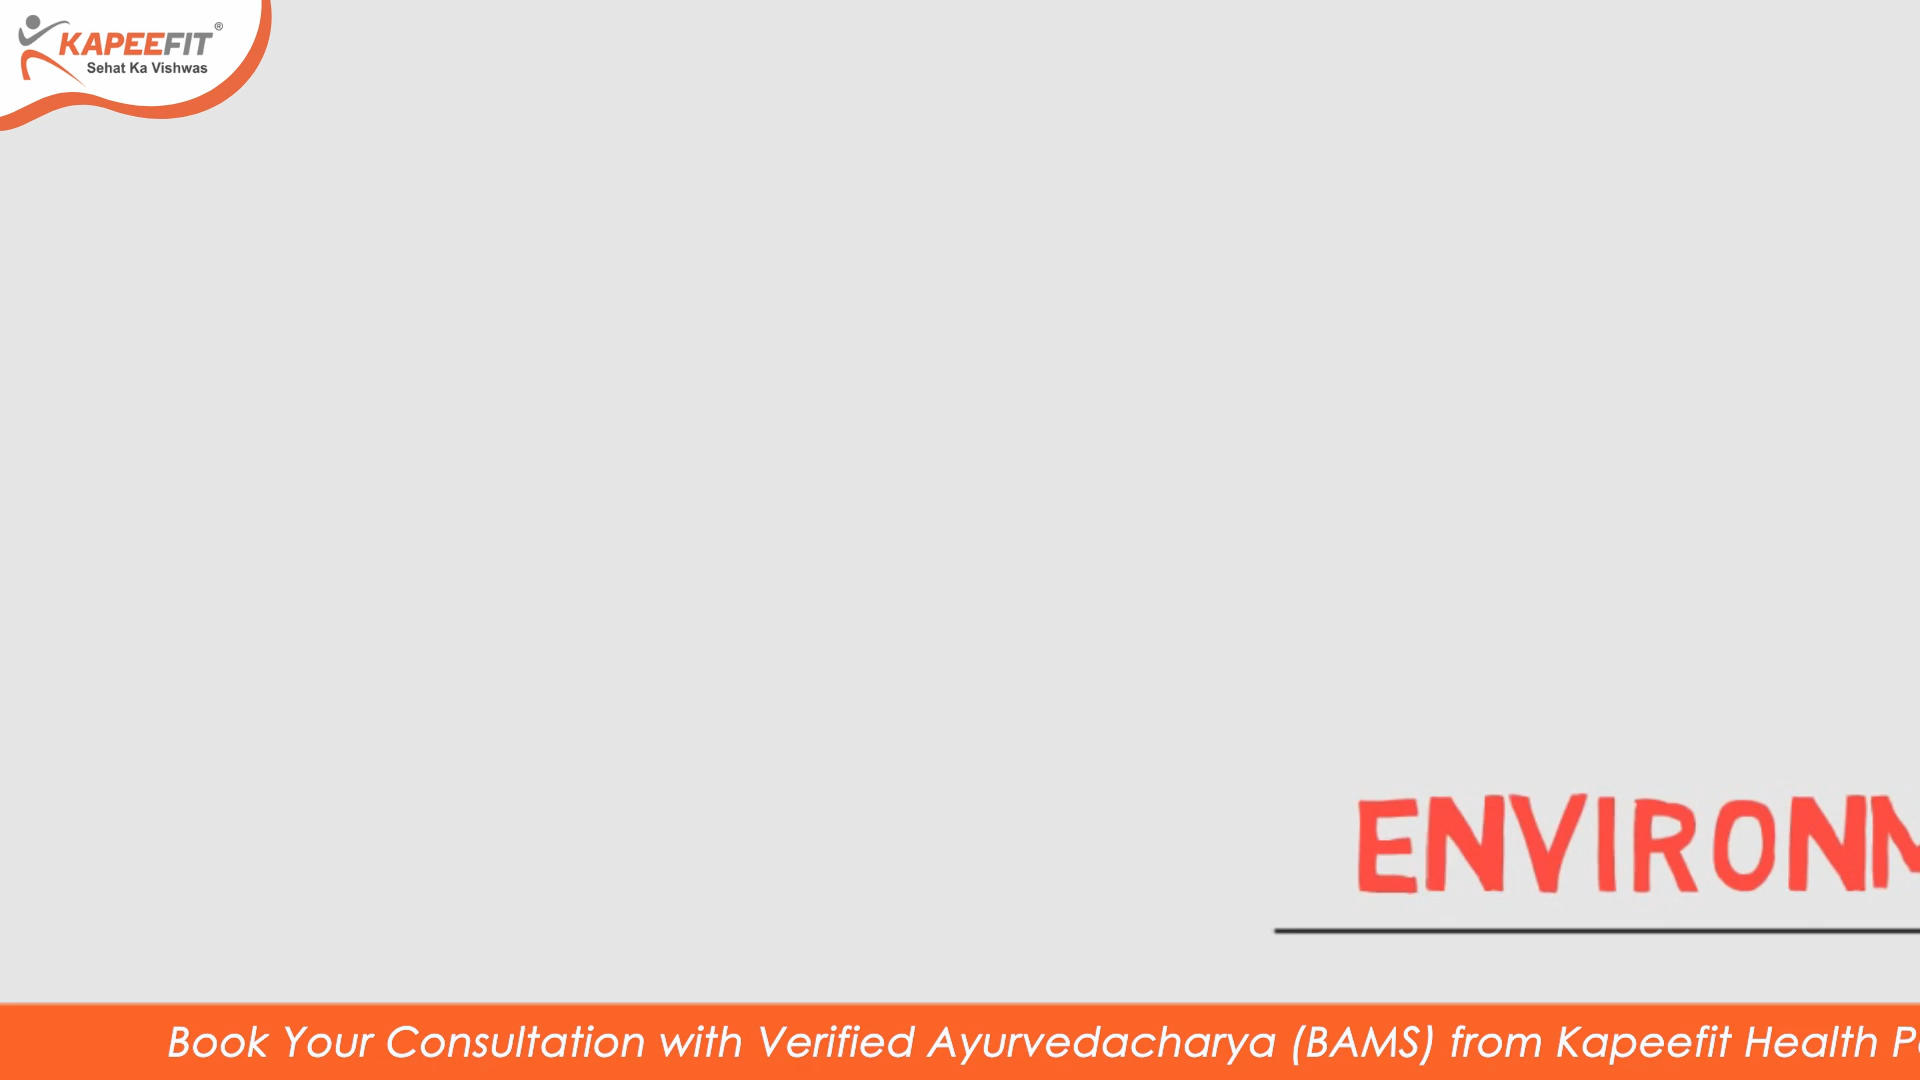 KAPEEFIT®
Sehat Ka Vishwas
ENVIRONM
Book Your Consultation with Verified Ayurvedacharya (BAMS) from Kapeefit Health P